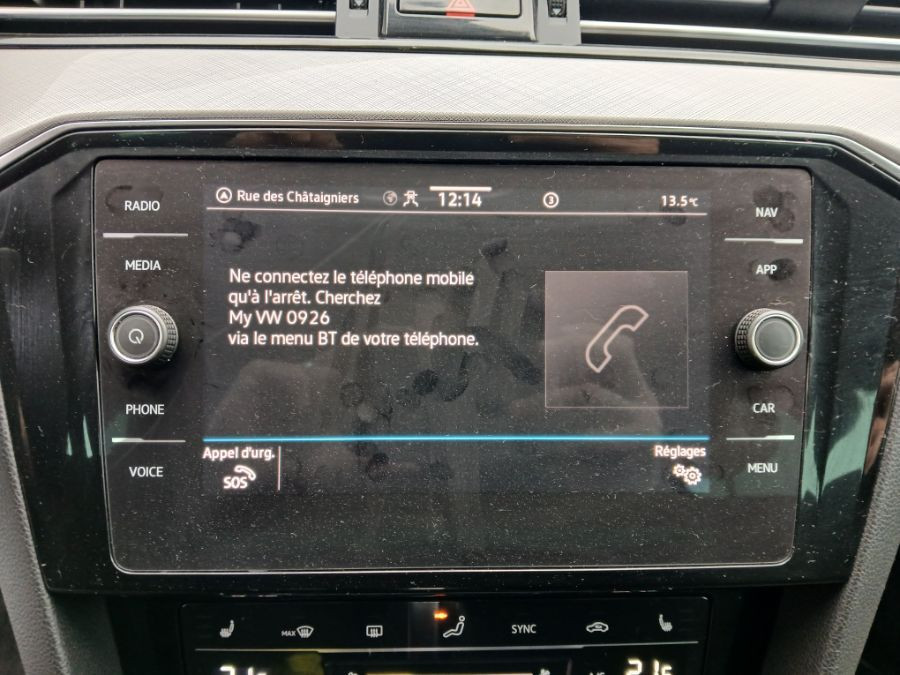 RADIO
MEDIA
PHONE
VOICE
Rue des Châtaigniers
12:14
3
13.5°C
Ne connectez le téléphone mobile
qu'à l'arrêt. Cherchez
My VW 0926
via le menu BT de votre téléphone.
Appel d'urg.
SOS
Réglages
NAV
APP
CAR
MENU
MAX
SYNC